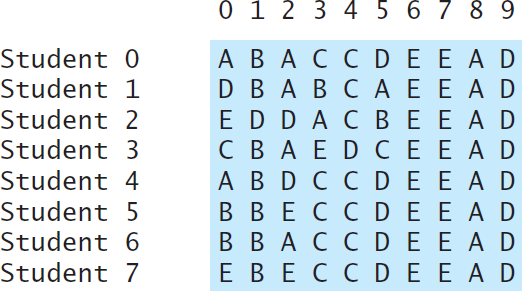 0 1 2 3 4 5 6 7 8 9
Student 0 A B A C C D E E A D
Student 1 D B A B C A E E A D
Student 2 E D D A C B E E A D
Student 3 C B A E D C E E A D
Student 4 A B D C C D E E A D
Student 5 B B E C C D E E A D
Student 6 B B A C C D E E A D
Student 7 E B E C C D E E A D